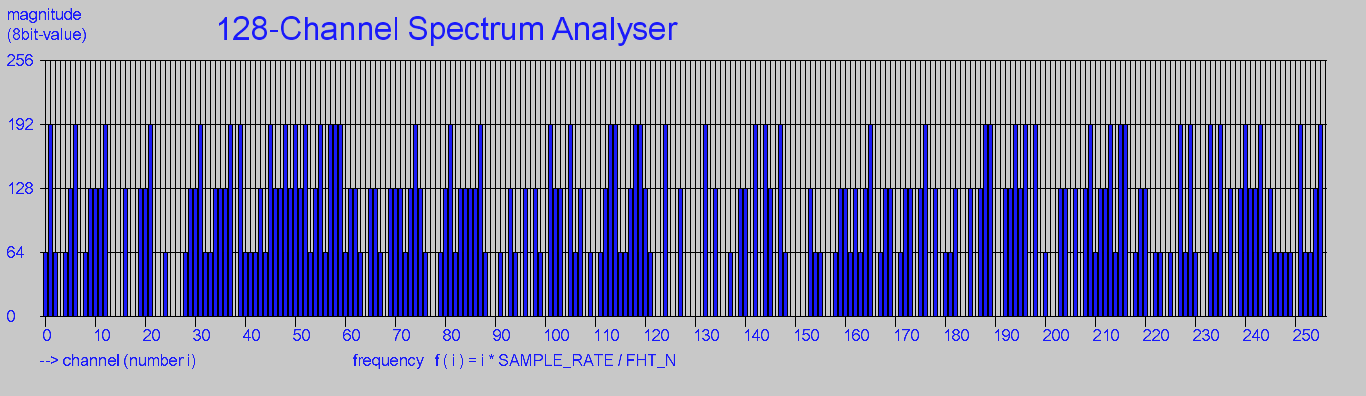 magnitude
(8bit-value)
128-Channel Spectrum Analyser
256
192
128
64
0
0 10 20 30 40 50 60 70 80 90 100 110 120 130 140 150 160 170 180 190 200 210 220 230 240 250
--> channel (number i)
frequency f ( i ) = i * SAMPLE_RATE / FHT_N